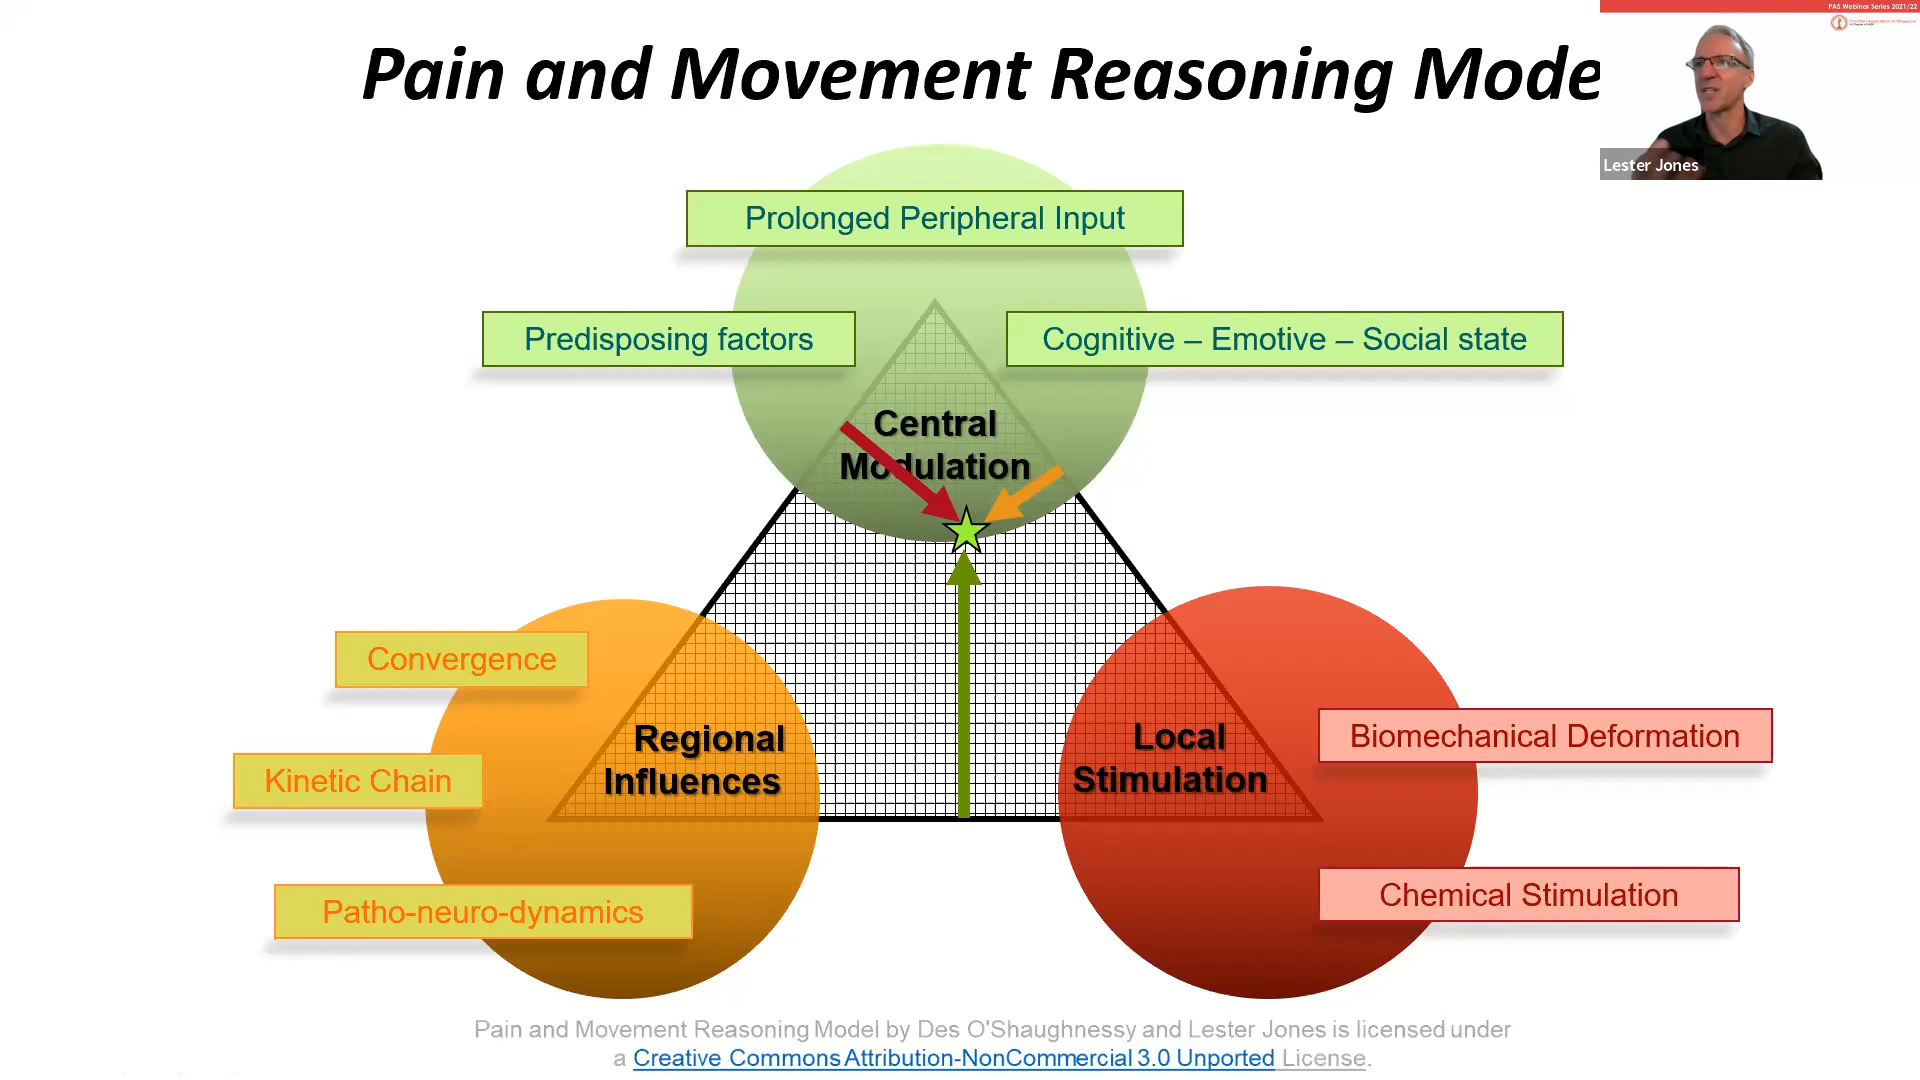 PAS Webinar Series 2021/22
Pain and Movement Reasoning Mode
Lester Jones
Prolonged Peripheral Input
Predisposing factors
Cognitive – Emotive – Social state
Central
Modulation
Convergence
Regional
Influences
Local
Stimulation
Biomechanical Deformation
Kinetic Chain
Chemical Stimulation
Patho-neuro-dynamics
Pain and Movement Reasoning Model by Des O'Shaughnessy and Lester Jones is licensed under
a Creative Commons Attribution-NonCommercial 3.0 Unported License.